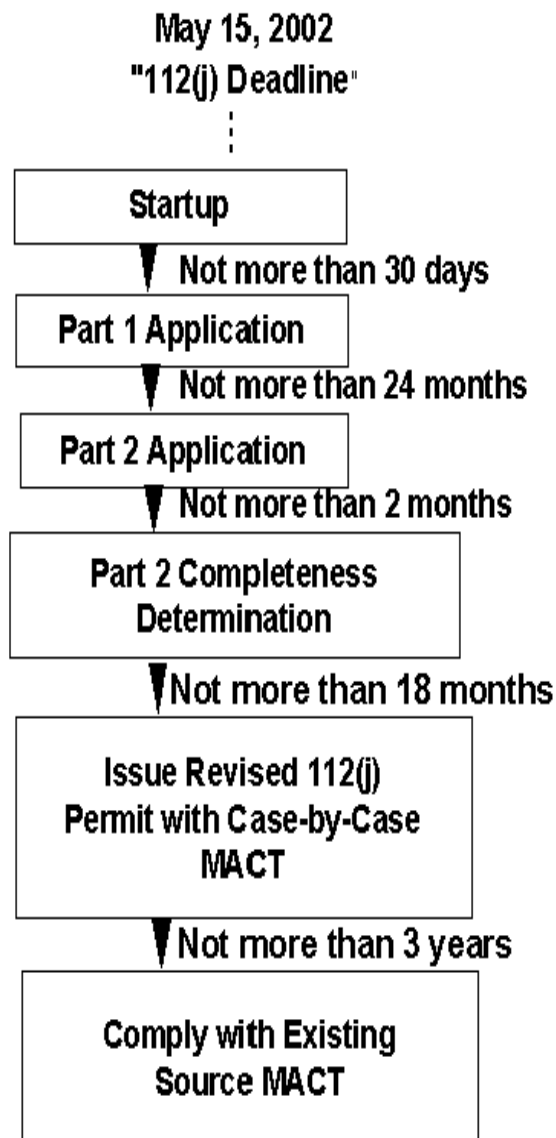 May 15, 2002
"112(j) Deadline"
Startup
Not more than 30 days
Part 1 Application
Not more than 24 months
Part 2 Application
Not more than 2 months
Part 2 Completeness
Determination
Not more than 18 months
Issue Revised 112(j)
Permit with Case-by-Case
MACT
Not more than 3 years
Comply with Existing
Source MACT